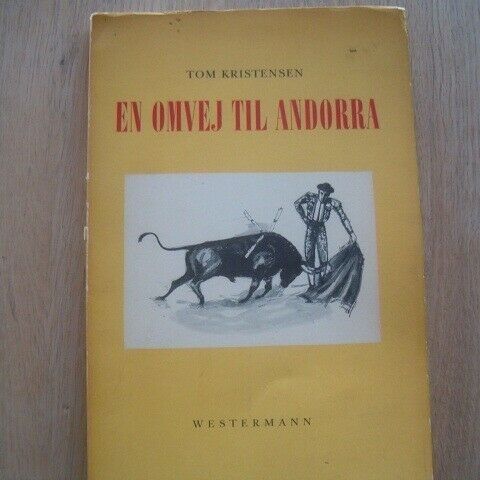 TOM KRISTENSEN
EN OMVEJ TIL ANDORRA
WESTERMANN